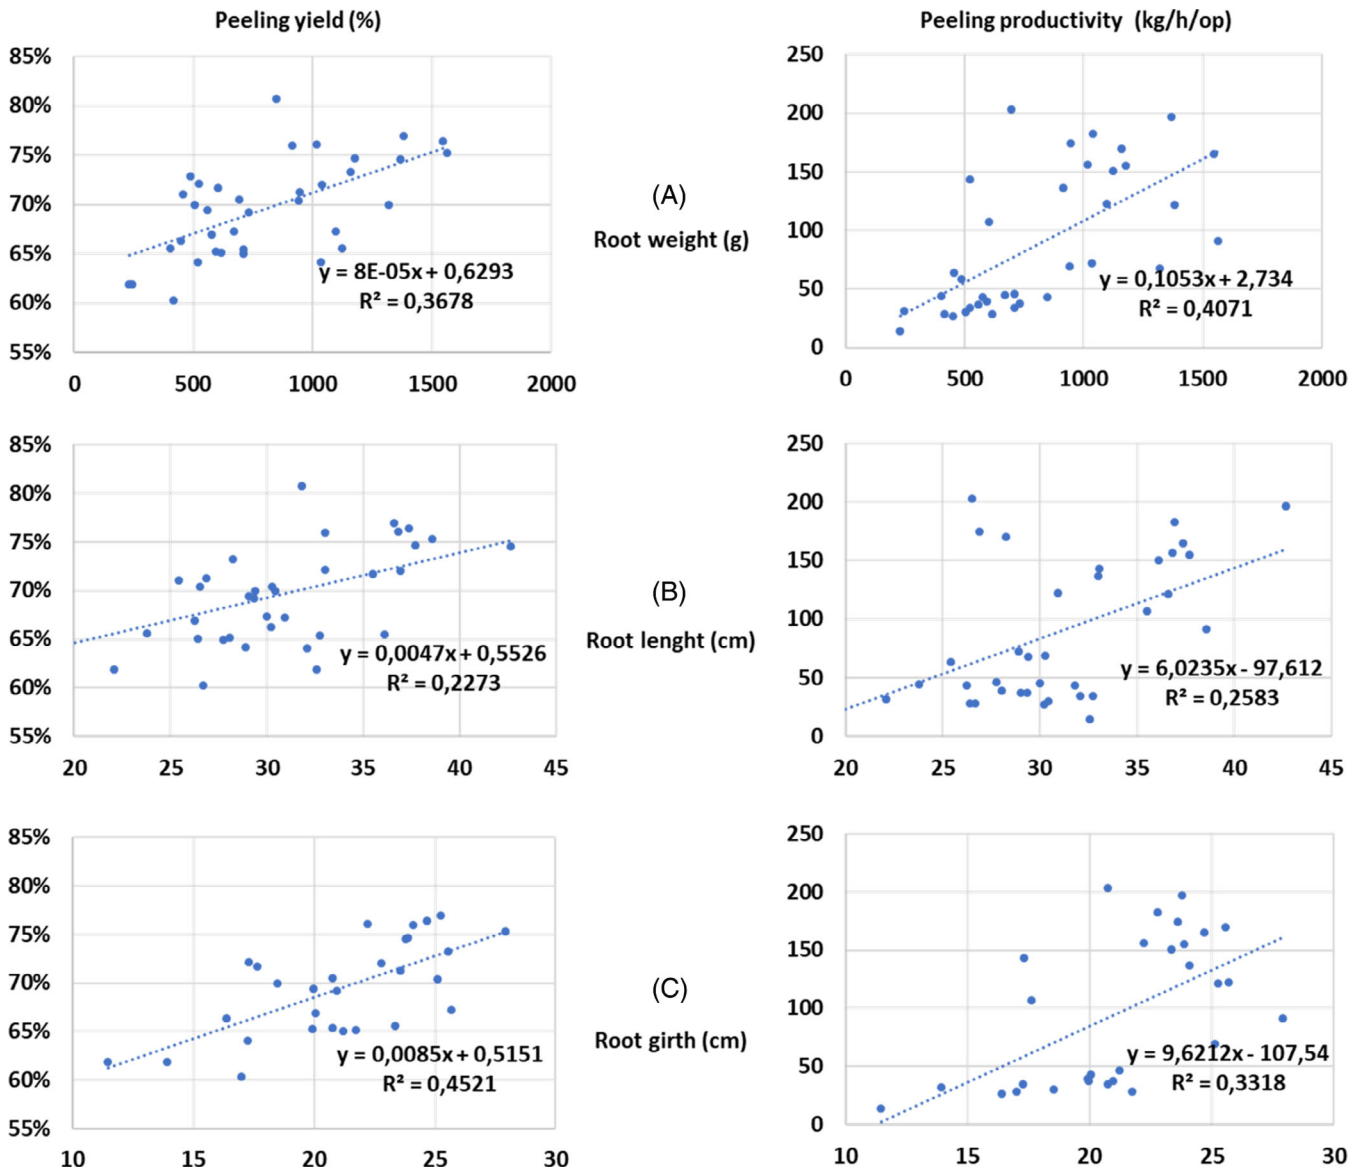 Peeling yield (%)
Peeling productivity (kg/h/op)
85%
80%
75%
70%
65%
60%
55%
0 500 1000 1500 2000
y = 8E-05x + 0,6293
R² = 0,3678
(A)
Root weight (g)
250
200
150
100
50
0
0 500 1000 1500 2000
y = 0,1053x + 2,734
R² = 0,4071
85%
80%
75%
70%
65%
60%
55%
20 25 30 35 40 45
y = 0,0047x + 0,5526
R² = 0,2273
(B)
Root lenght (cm)
250
200
150
100
50
0
20 25 30 35 40 45
y = 6,0235x - 97,612
R² = 0,2583
85%
80%
75%
70%
65%
60%
55%
10 15 20 25 30
y = 0,0085x + 0,5151
R² = 0,4521
(C)
Root girth (cm)
250
200
150
100
50
0
10 15 20 25 30
y = 9,6212x - 107,54
R² = 0,3318